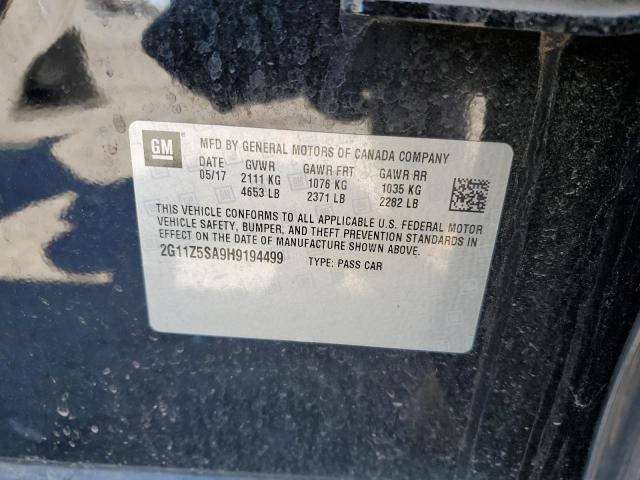 GM
MFD BY GENERAL MOTORS OF CANADA COMPANY
DATE GVWR GAWR FRT GAWR RR
05/17 2111 KG 1076 KG 1035 KG
4653 LB 2371 LB 2282 LB
THIS VEHICLE CONFORMS TO ALL APPLICABLE U.S. FEDERAL MOTOR
VEHICLE SAFETY, BUMPER, AND THEFT PREVENTION STANDARDS IN
EFFECT ON THE DATE OF MANUFACTURE SHOWN ABOVE.
2G11Z5SA9H9194499 TYPE: PASS CAR